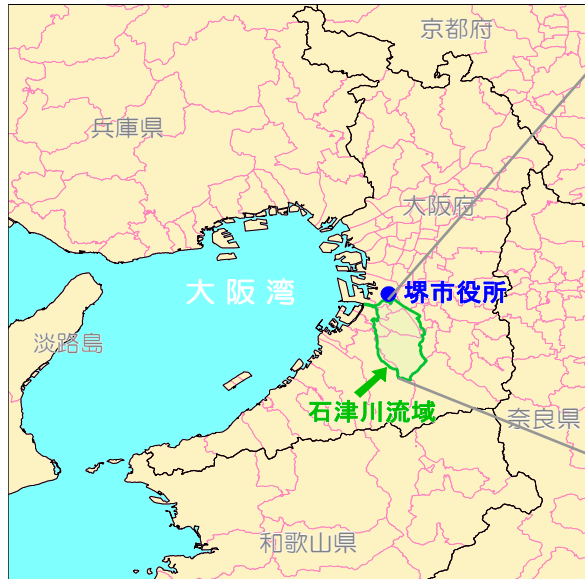 京都府
兵庫県
大阪府
大阪湾
堺市役所
淡路島
石津川流域
奈良県
和歌山県